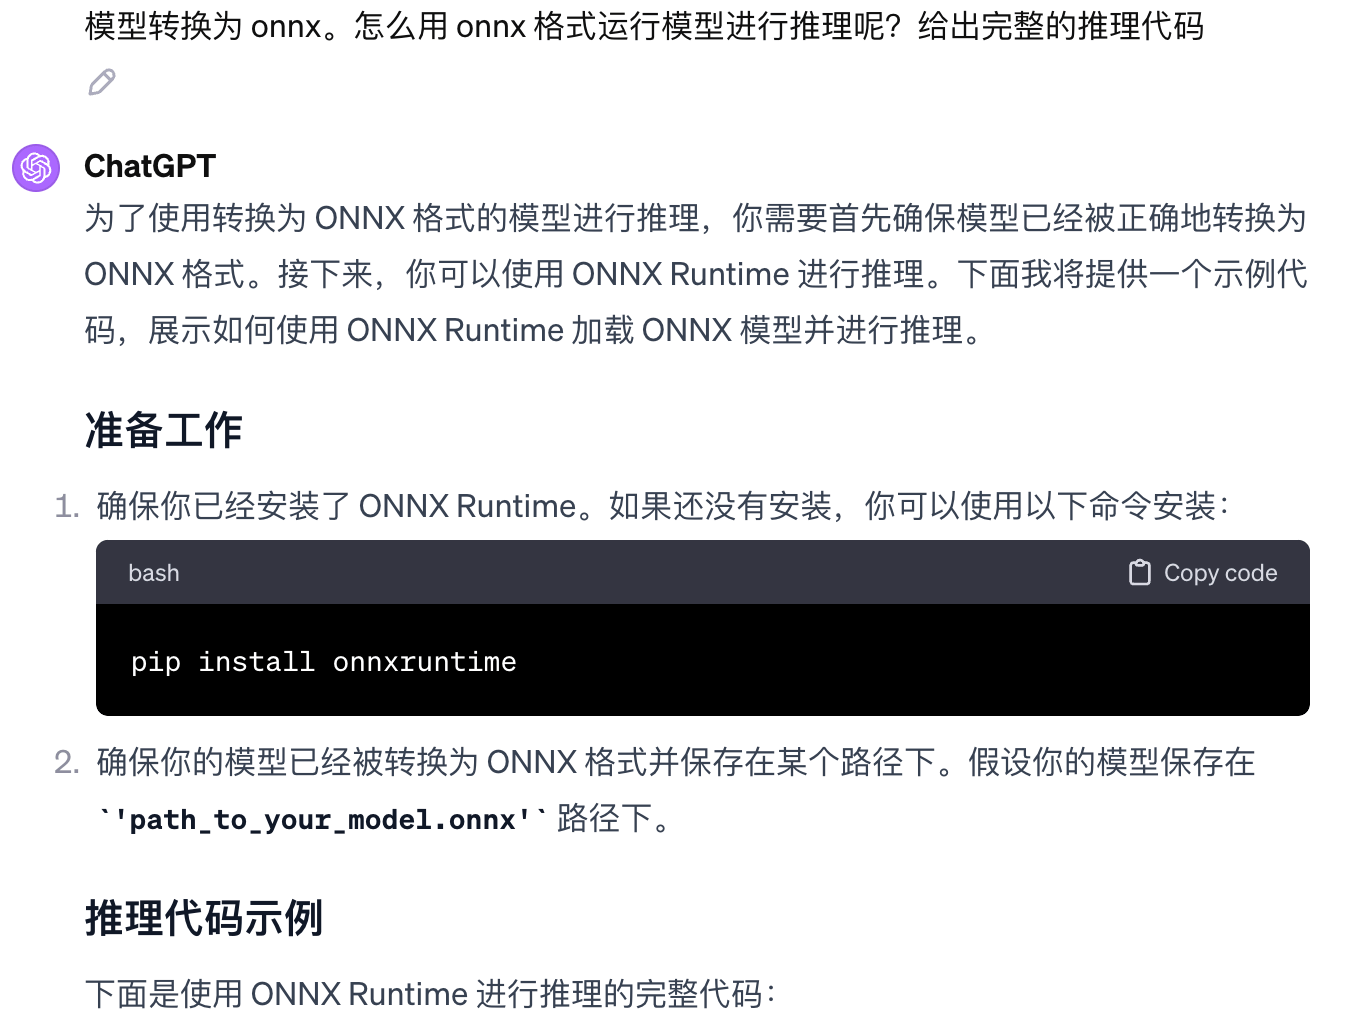 模型转换为 onnx。怎么用 onnx 格式运行模型进行推理呢？给出完整的推理代码
ChatGPT
为了使用转换为 ONNX 格式的模型进行推理，你需要首先确保模型已经被正确地转换为
ONNX 格式。接下来，你可以使用 ONNX Runtime 进行推理。下面我将提供一个示例代
码，展示如何使用 ONNX Runtime 加载 ONNX 模型并进行推理。
准备工作
1. 确保你已经安装了 ONNX Runtime。如果还没有安装，你可以使用以下命令安装：
bash Copy code
pip install onnxruntime
2. 确保你的模型已经被转换为 ONNX 格式并保存在某个路径下。假设你的模型保存在
`'path_to_your_model.onnx'` 路径下。
推理代码示例
下面是使用 ONNX Runtime 进行推理的完整代码：